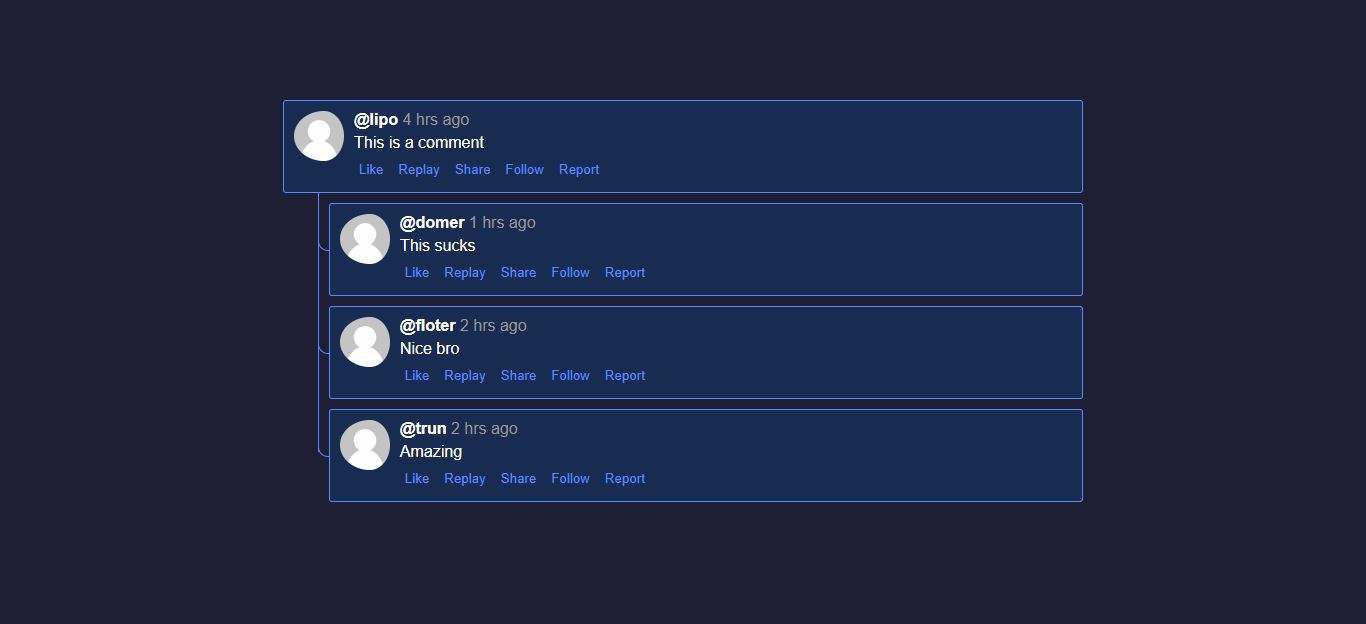 @lipo 4 hrs ago
This is a comment
Like Replay Share Follow Report
@domer 1 hrs ago
This sucks
Like Replay Share Follow Report
@floter 2 hrs ago
Nice bro
Like Replay Share Follow Report
@trun 2 hrs ago
Amazing
Like Replay Share Follow Report